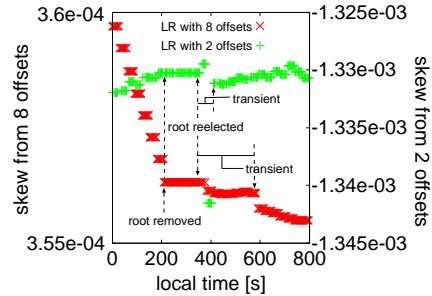 3.6e-04
-1.325e-03
LR with 8 offsets
LR with 2 offsets
-1.330e-03
transient
root reelected
-1.335e-03
transient
-1.340e-03
root removed
3.55e-04
-1.345e-03
0 200 400 600 800
local time [s]
skew from 8 offsets
skew from 2 offsets